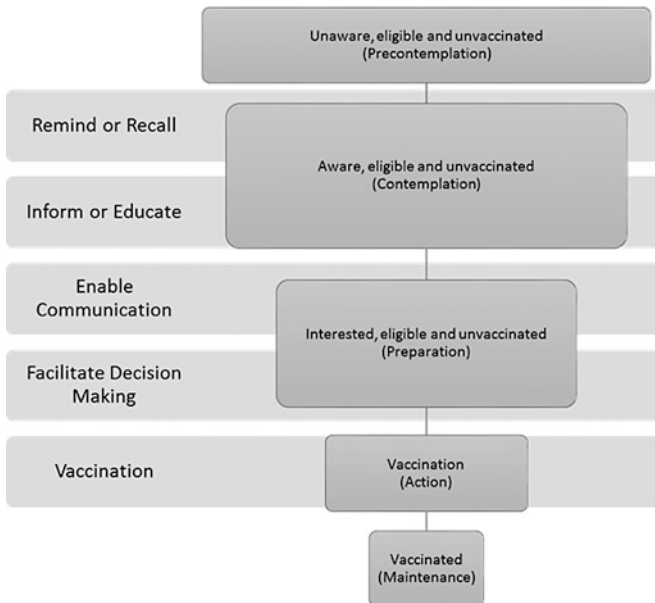 Unaware, eligible and unvaccinated
(Precontemplation)
Remind or Recall
Aware, eligible and unvaccinated
(Contemplation)
Inform or Educate
Enable
Communication
Interested, eligible and unvaccinated
(Preparation)
Facilitate Decision
Making
Vaccination
Vaccination
(Action)
Vaccinated
(Maintenance)